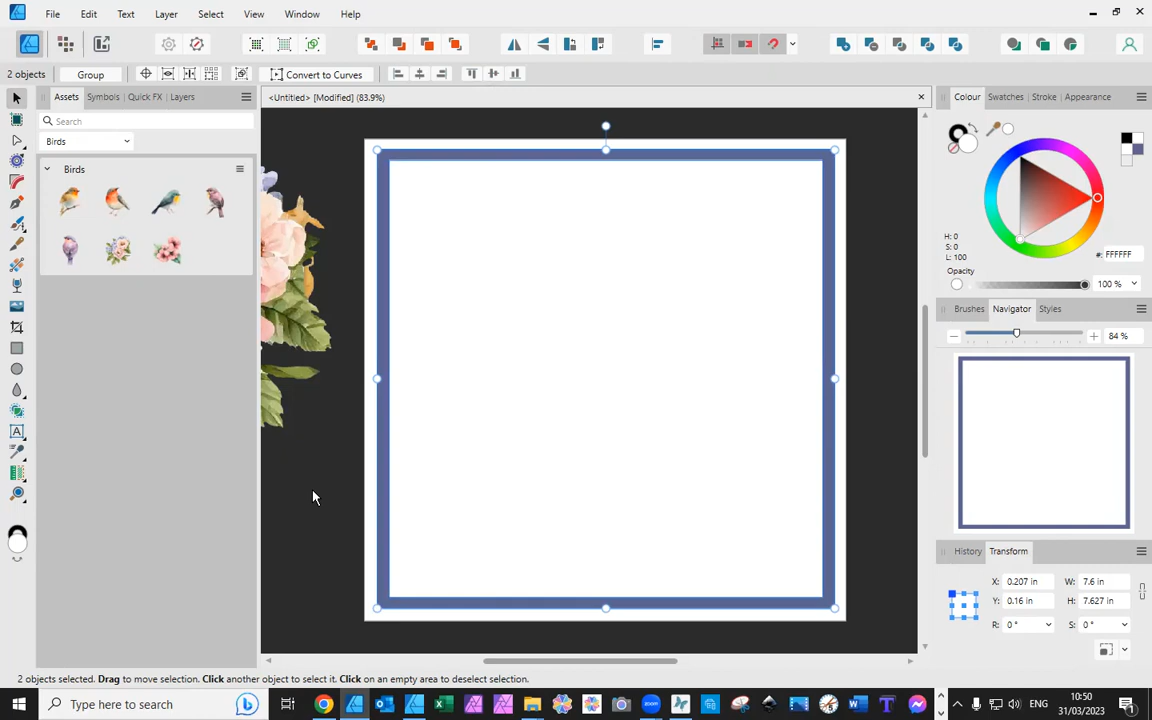 File Edit Text Layer Select View Window Help
2 objects Group Convert to Curves
Assets Symbols Quick FX Layers
<Untitled> [Modified] (83.9%)
Colour Swatches Stroke Appearance
Search
Birds
Birds
H: 0
S: 0
L: 100
#: FFFFFF
Opacity
100 %
Brushes Navigator Styles
84 %
History Transform
X: 0.207 in W: 7.6 in
Y: 0.16 in H: 7.627 in
R: 0 ° S: 0 °
2 objects selected. Drag to move selection. Click another object to select it. Click on an empty area to deselect selection.
Type here to search
ENG
10:50
31/03/2023